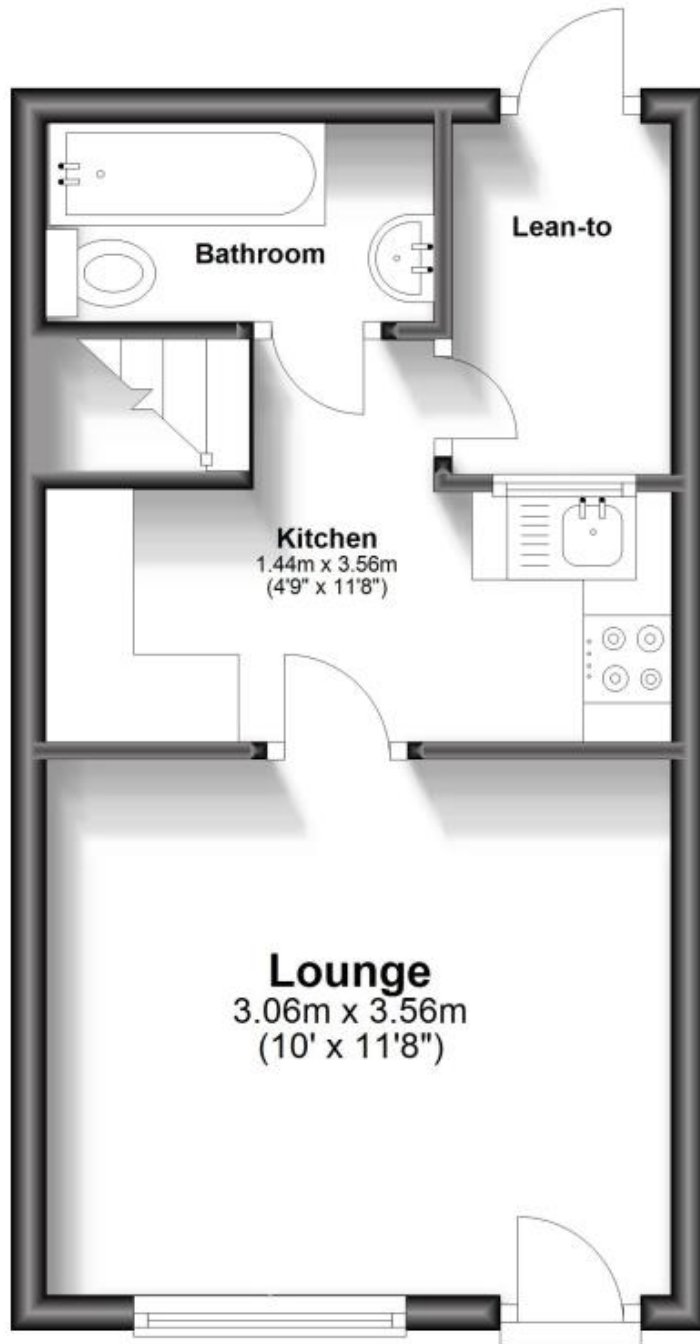 Bathroom
Lean-to
Kitchen
1.44m x 3.56m
(4'9" x 11'8")
Lounge
3.06m x 3.56m
(10' x 11'8")